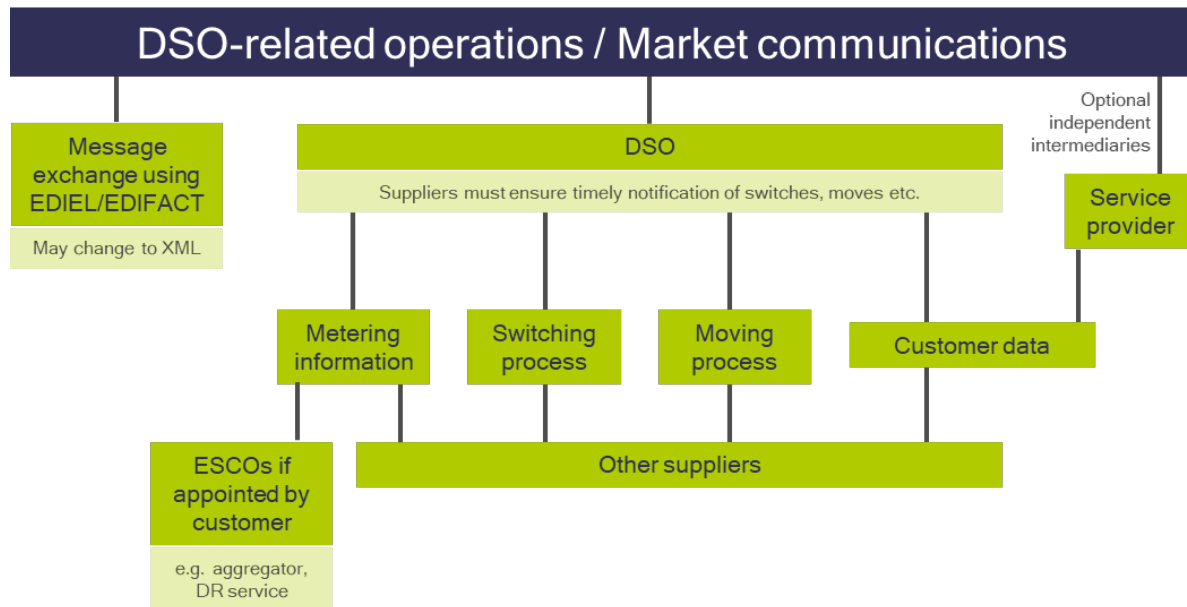 DSO-related operations / Market communications
Message
exchange using
EDIEL/EDIFACT
May change to XML
DSO
Suppliers must ensure timely notification of switches, moves etc.
Optional
independent
intermediaries
Service
provider
Metering
information
Switching
process
Moving
process
Customer data
ESCOs if
appointed by
customer
e.g. aggregator,
DR service
Other suppliers